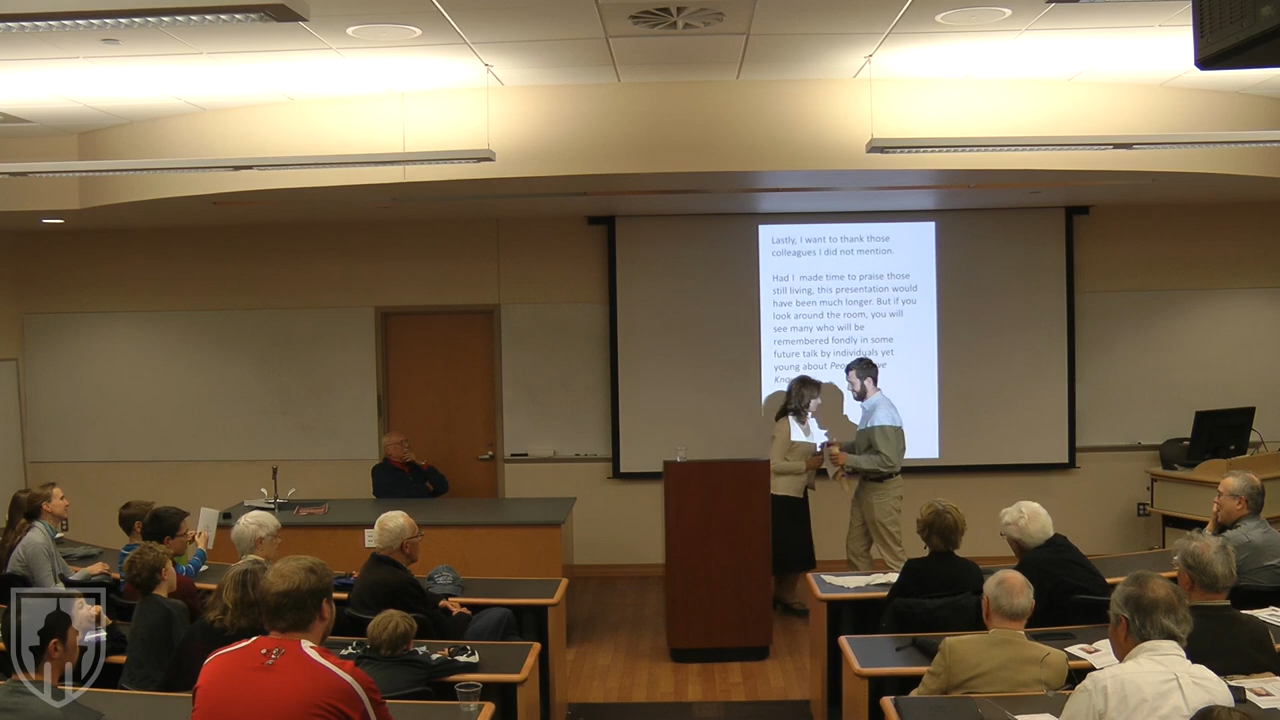 Lastly, I want to thank those
colleagues I did not mention.
Had I made time to praise those
still living, this presentation would
have been much longer. But if you
look around the room, you will
see many who will be
remembered fondly in some
future talk by individuals yet
young about